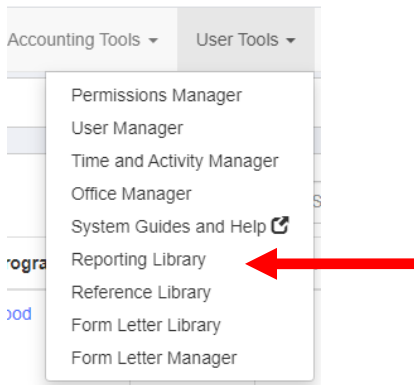 Accounting Tools User Tools
Permissions Manager
User Manager
Time and Activity Manager
Office Manager
System Guides and Help
Reporting Library
Reference Library
Form Letter Library
Form Letter Manager